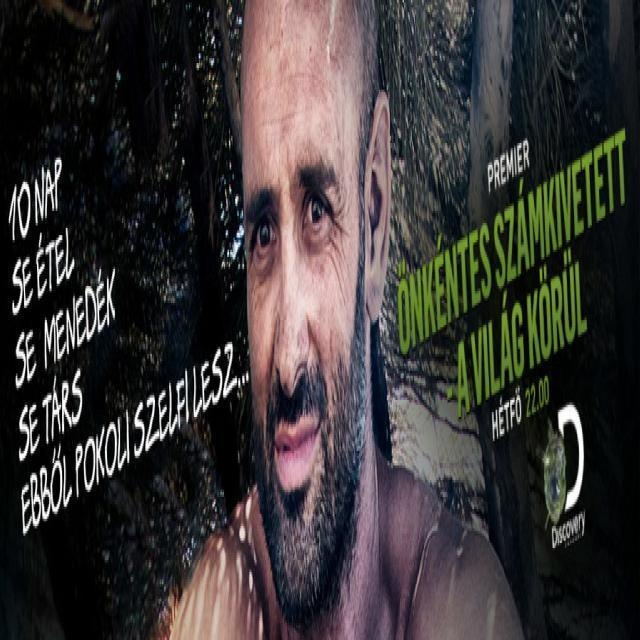 10 NAP
SE ÉTEL
SE MENEDÉK
SE TÁRS
EBBŐL POKOLI SZELFI LESZ...
PREMIER
ÖNKÉNTES SZÁMKIVETETT
- A VILÁG KÖRÜL
HÉTFŐ 22.00
Discovery